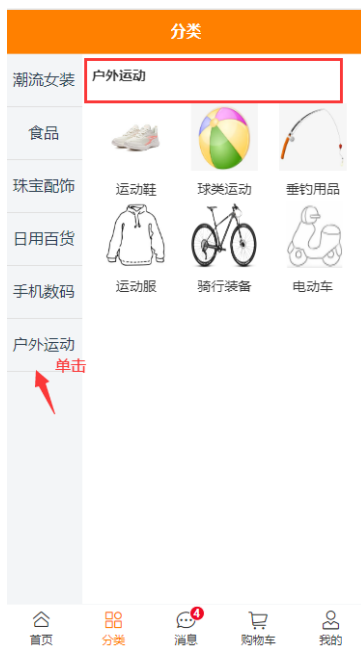 分类
潮流女装
食品
珠宝配饰
日用百货
手机数码
户外运动
单击
户外运动
运动鞋 球类运动 垂钓用品
运动服 骑行装备 电动车
4
首页 分类 消息 购物车 我的